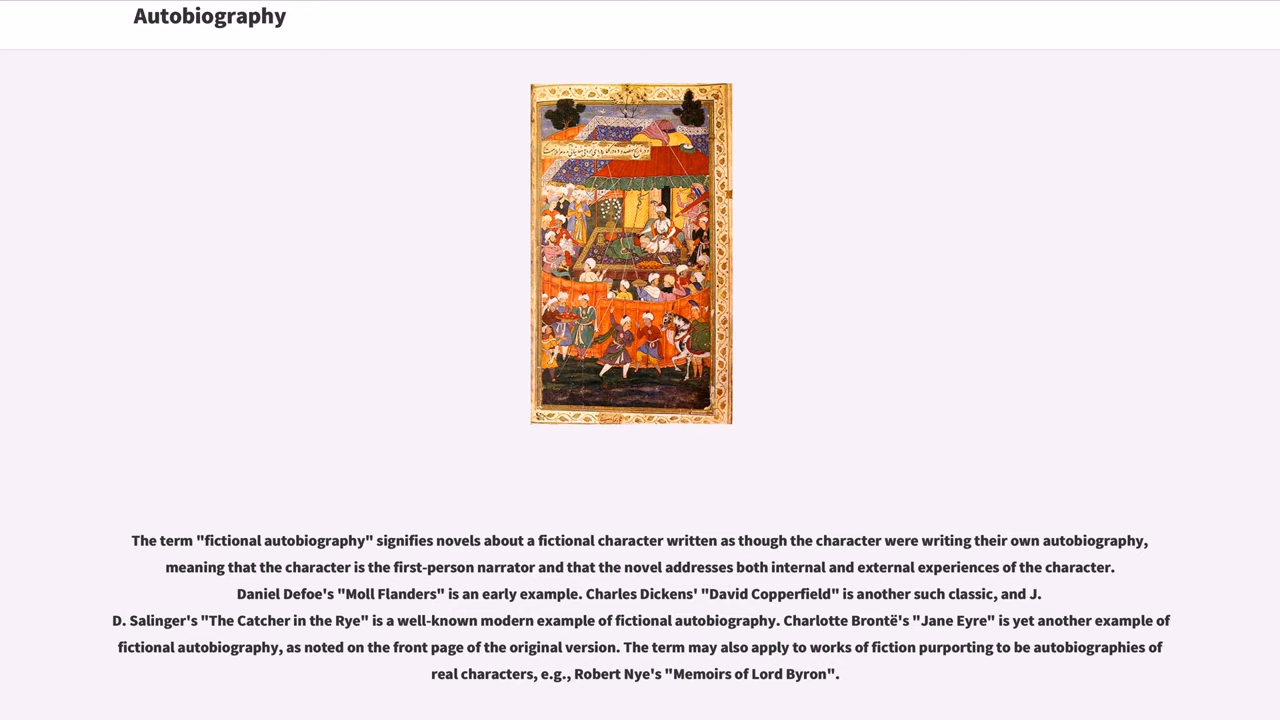 Autobiography
The term "fictional autobiography" signifies novels about a fictional character written as though the character were writing their own autobiography,
meaning that the character is the first-person narrator and that the novel addresses both internal and external experiences of the character.
Daniel Defoe's "Moll Flanders" is an early example. Charles Dickens' "David Copperfield" is another such classic, and J.
D. Salinger's "The Catcher in the Rye" is a well-known modern example of fictional autobiography. Charlotte Brontë's "Jane Eyre" is yet another example of
fictional autobiography, as noted on the front page of the original version. The term may also apply to works of fiction purporting to be autobiographies of
real characters, e.g., Robert Nye's "Memoirs of Lord Byron".